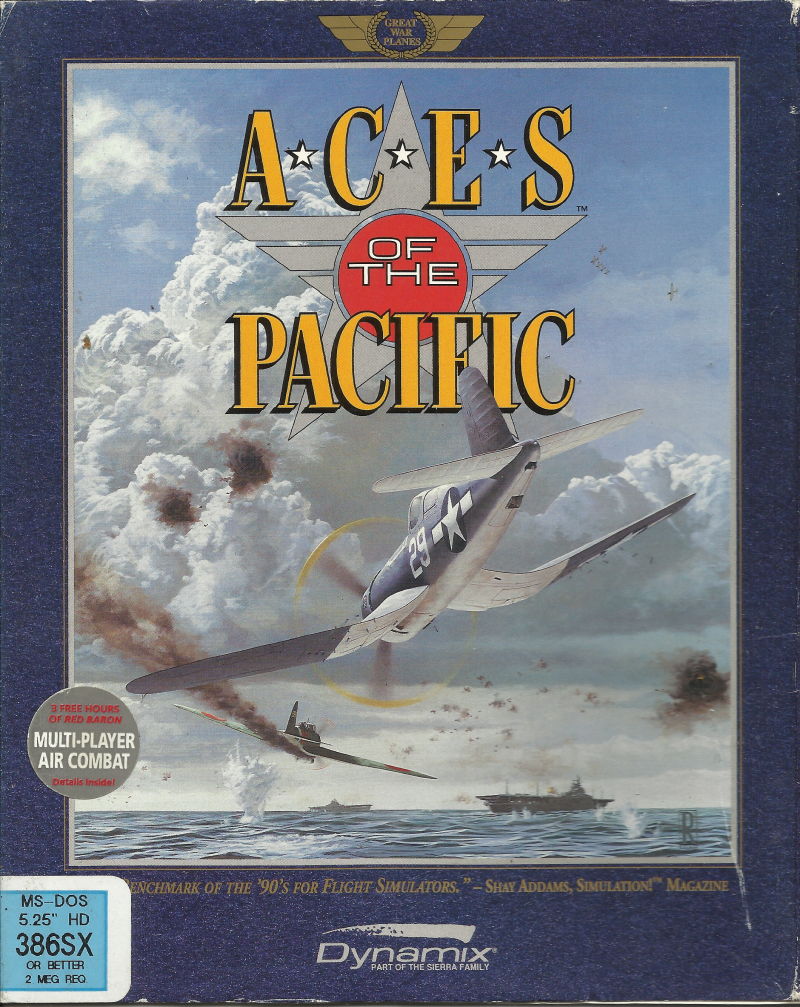 GREAT
WAR
PLANES
A★C★E★S™
OF
THE
PACIFIC
29
3 FREE HOURS
OF RED BARON
MULTI-PLAYER
AIR COMBAT
Details Inside!
BENCHMARK OF THE '90'S FOR FLIGHT SIMULATORS." – SHAY ADDAMS, SIMULATION!™ MAGAZINE
MS-DOS
5.25" HD
386SX
OR BETTER
2 MEG REQ
Dynamix®
PART OF THE SIERRA FAMILY